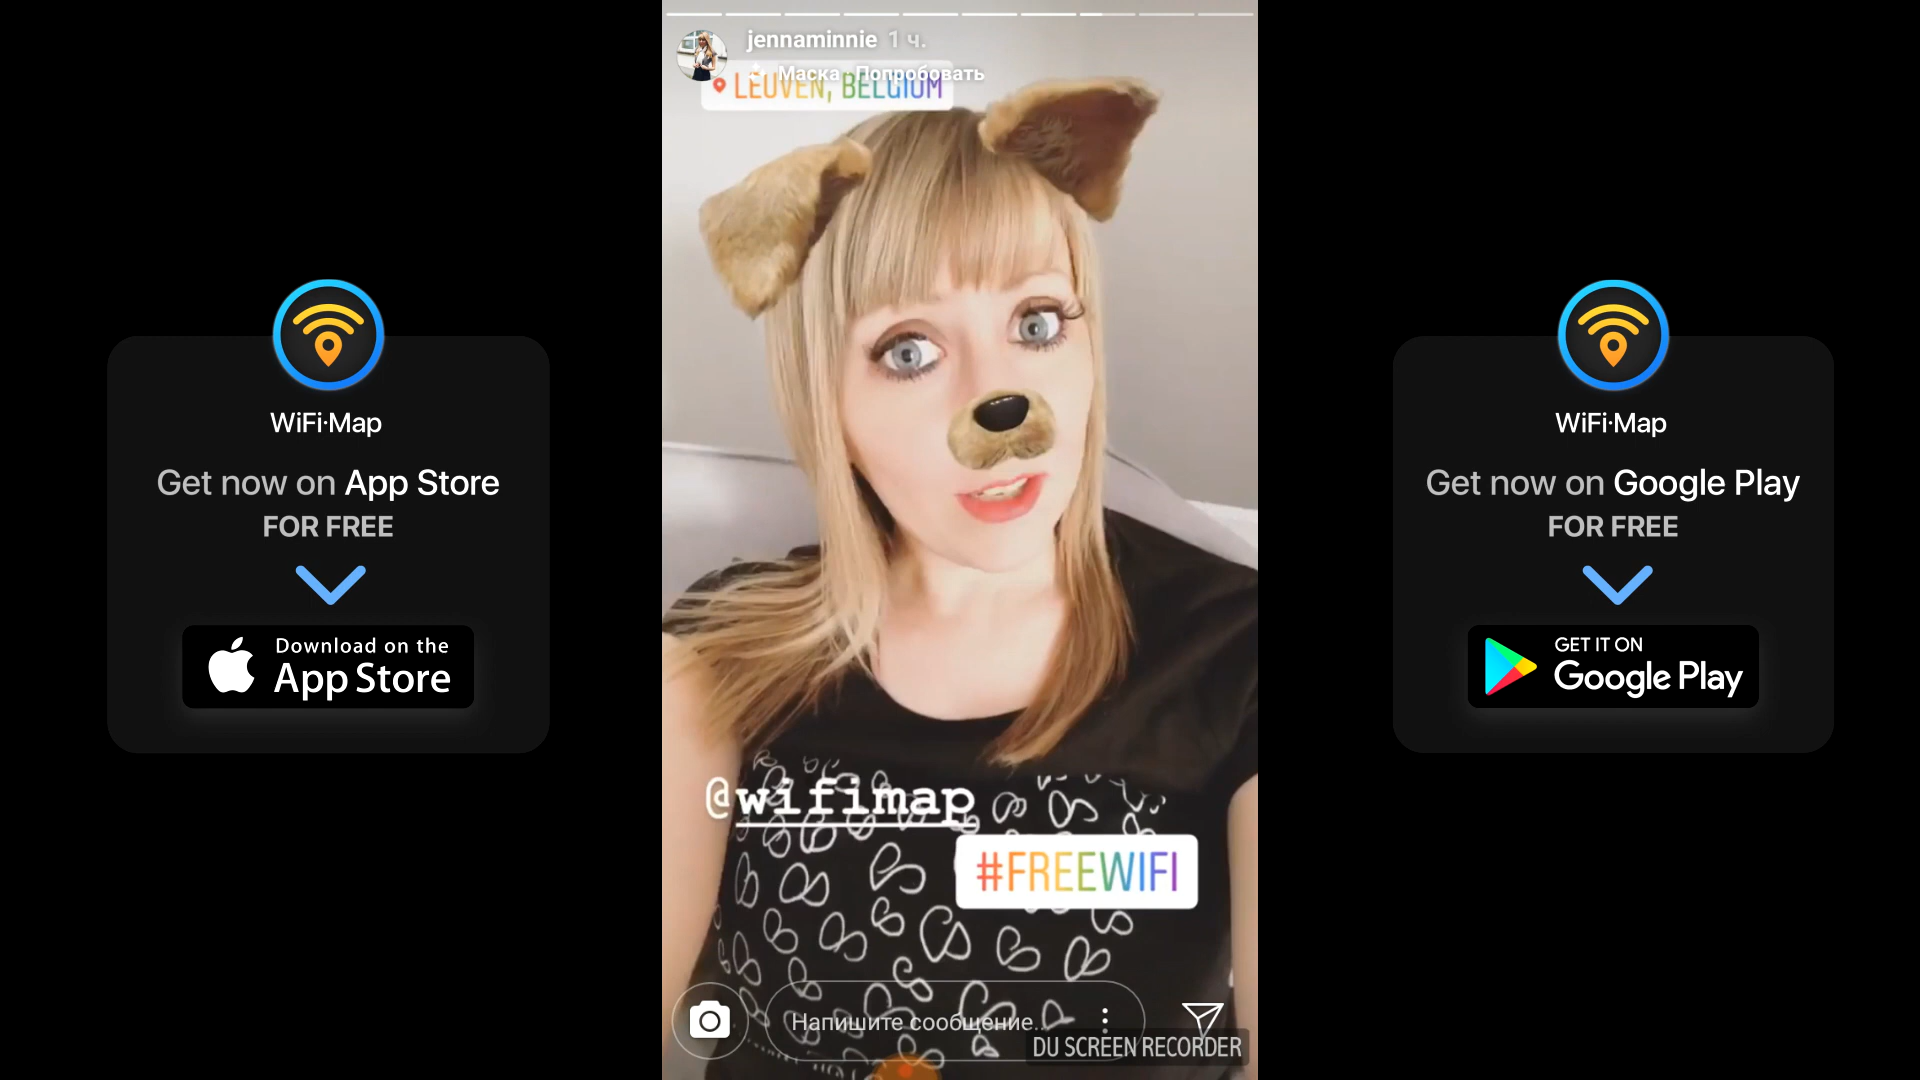 WiFi·Map
Get now on App Store
FOR FREE
Download on the
App Store
jennaminnie 1 ч.
Маска · Попробовать
LEUVEN, BELGIUM
@wifimap
#FREEWIFI
Напишите сообщение...
DU SCREEN RECORDER
WiFi·Map
Get now on Google Play
FOR FREE
GET IT ON
Google Play